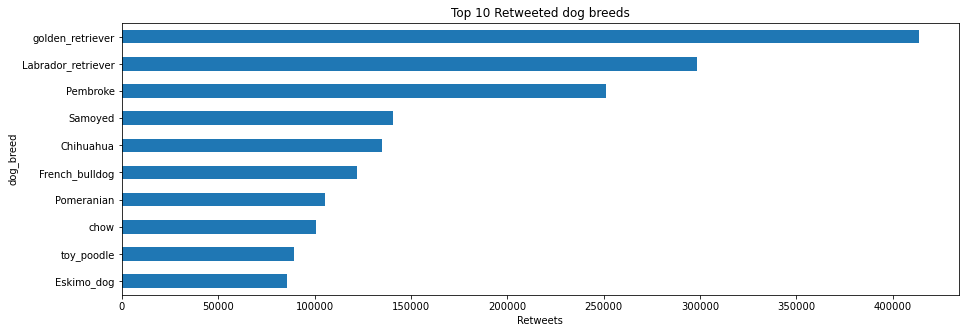 Top 10 Retweeted dog breeds
dog_breed
golden_retriever
Labrador_retriever
Pembroke
Samoyed
Chihuahua
French_bulldog
Pomeranian
chow
toy_poodle
Eskimo_dog
0 50000 100000 150000 200000 250000 300000 350000 400000
Retweets